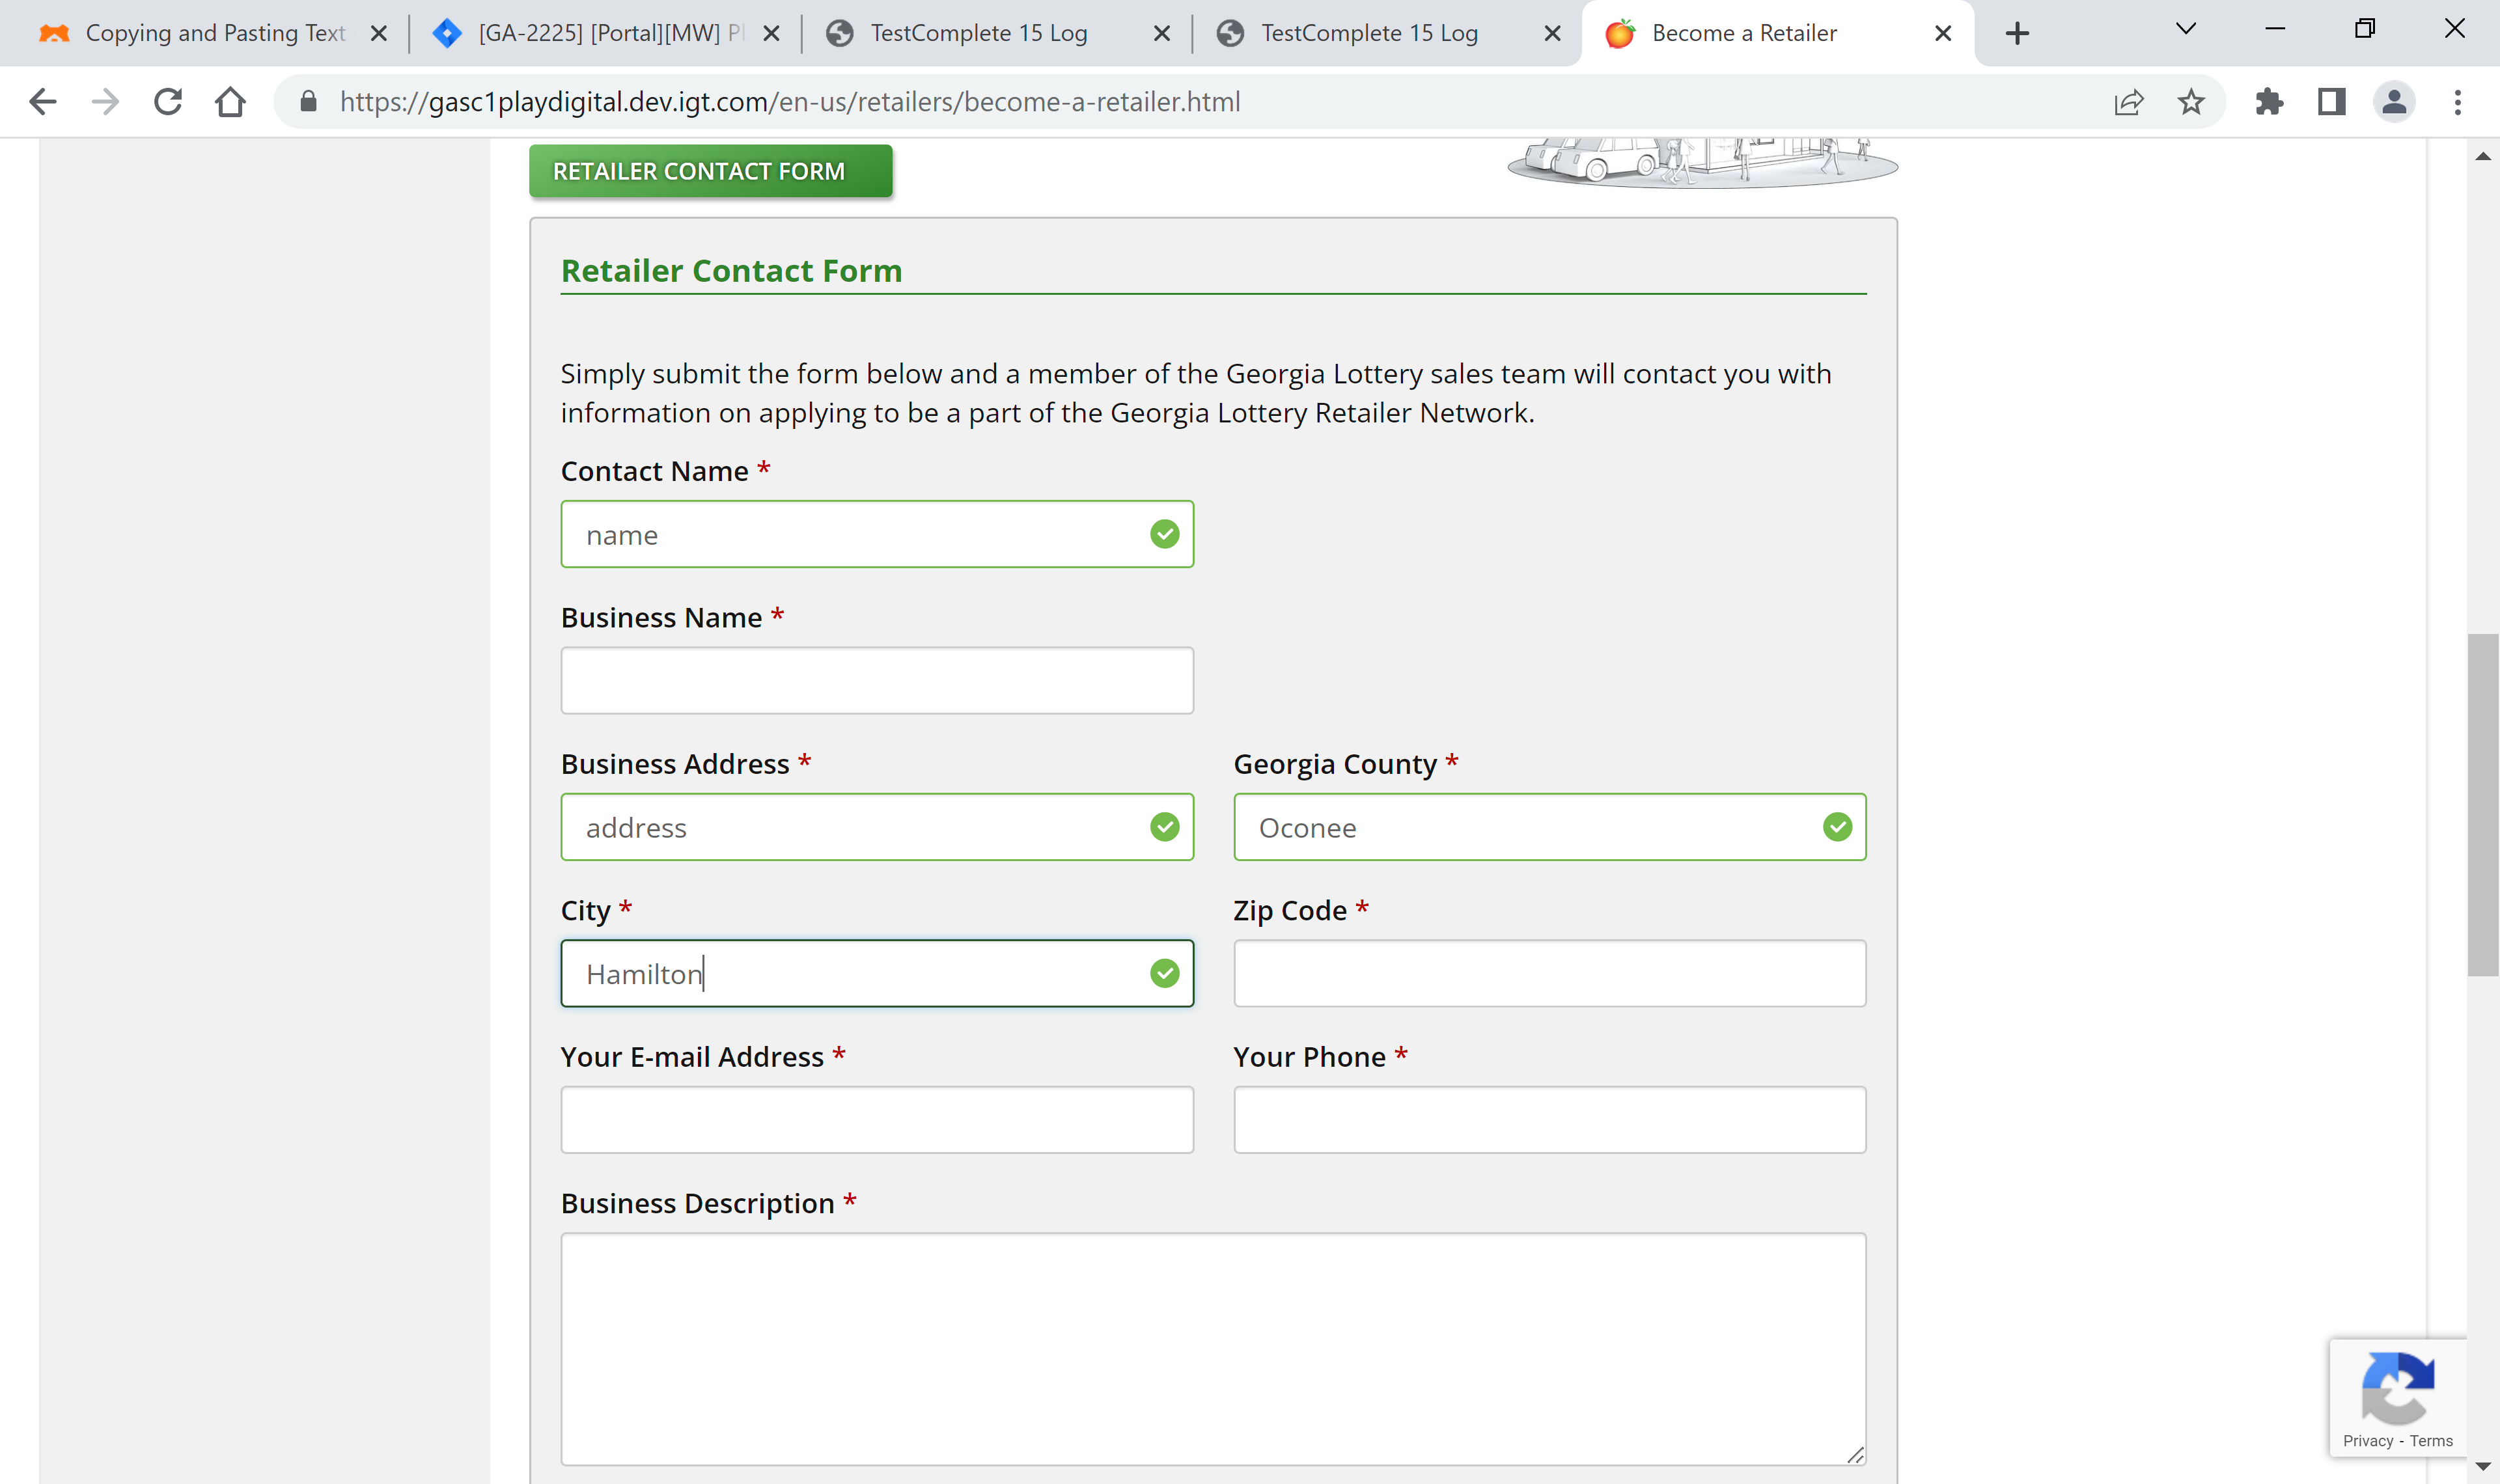 Copying and Pasting Text
[GA-2225] [Portal][MW] Pl
TestComplete 15 Log
TestComplete 15 Log
Become a Retailer
https://gasc1playdigital.dev.igt.com/en-us/retailers/become-a-retailer.html
RETAILER CONTACT FORM
Retailer Contact Form
Simply submit the form below and a member of the Georgia Lottery sales team will contact you with
information on applying to be a part of the Georgia Lottery Retailer Network.
Contact Name *
name
Business Name *
Business Address *
Georgia County *
address
Oconee
City *
Zip Code *
Hamilton
Your E-mail Address *
Your Phone *
Business Description *
Privacy - Terms